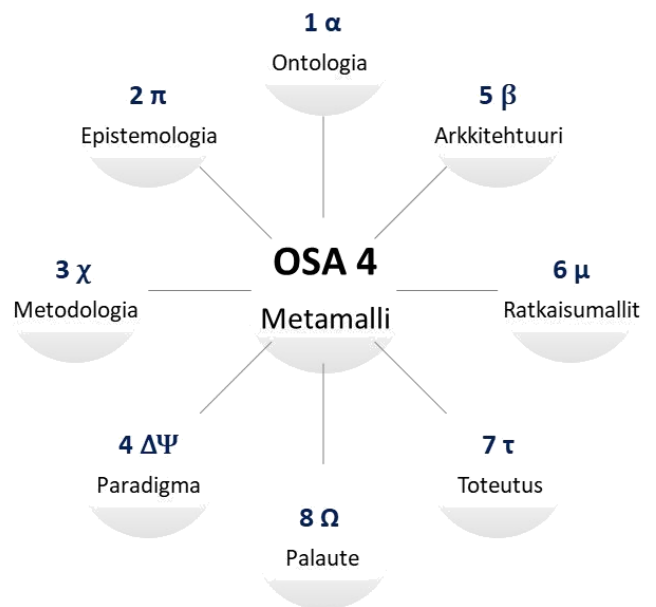 1 α
Ontologia
2 π
Epistemologia
5 β
Arkkitehtuuri
OSA 4
Metamalli
3 χ
Metodologia
6 μ
Ratkaisumallit
4 ΔΨ
Paradigma
7 τ
Toteutus
8 Ω
Palaute